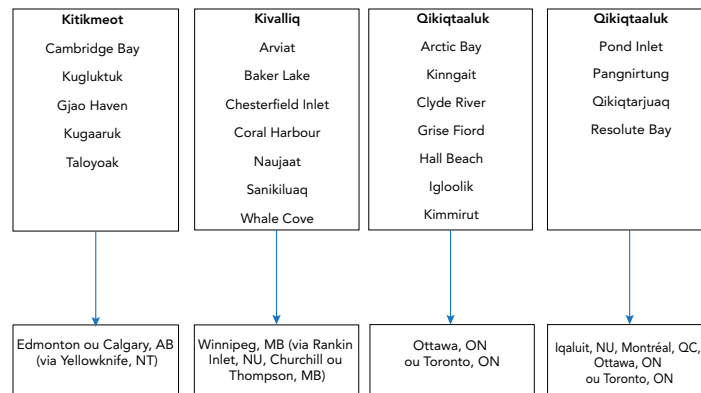 Kitikmeot
Cambridge Bay
Kugluktuk
Gjao Haven
Kugaaruk
Taloyoak
Kivalliq
Arviat
Baker Lake
Chesterfield Inlet
Coral Harbour
Naujaat
Sanikiluaq
Whale Cove
Qikiqtaaluk
Arctic Bay
Kinngait
Clyde River
Grise Fiord
Hall Beach
Igloolik
Kimmirut
Qikiqtaaluk
Pond Inlet
Pangnirtung
Qikiqtarjuaq
Resolute Bay
Edmonton ou Calgary, AB
(via Yellowknife, NT)
Winnipeg, MB (via Rankin
Inlet, NU, Churchill ou
Thompson, MB)
Ottawa, ON
ou Toronto, ON
Iqaluit, NU, Montréal, QC,
Ottawa, ON
ou Toronto, ON